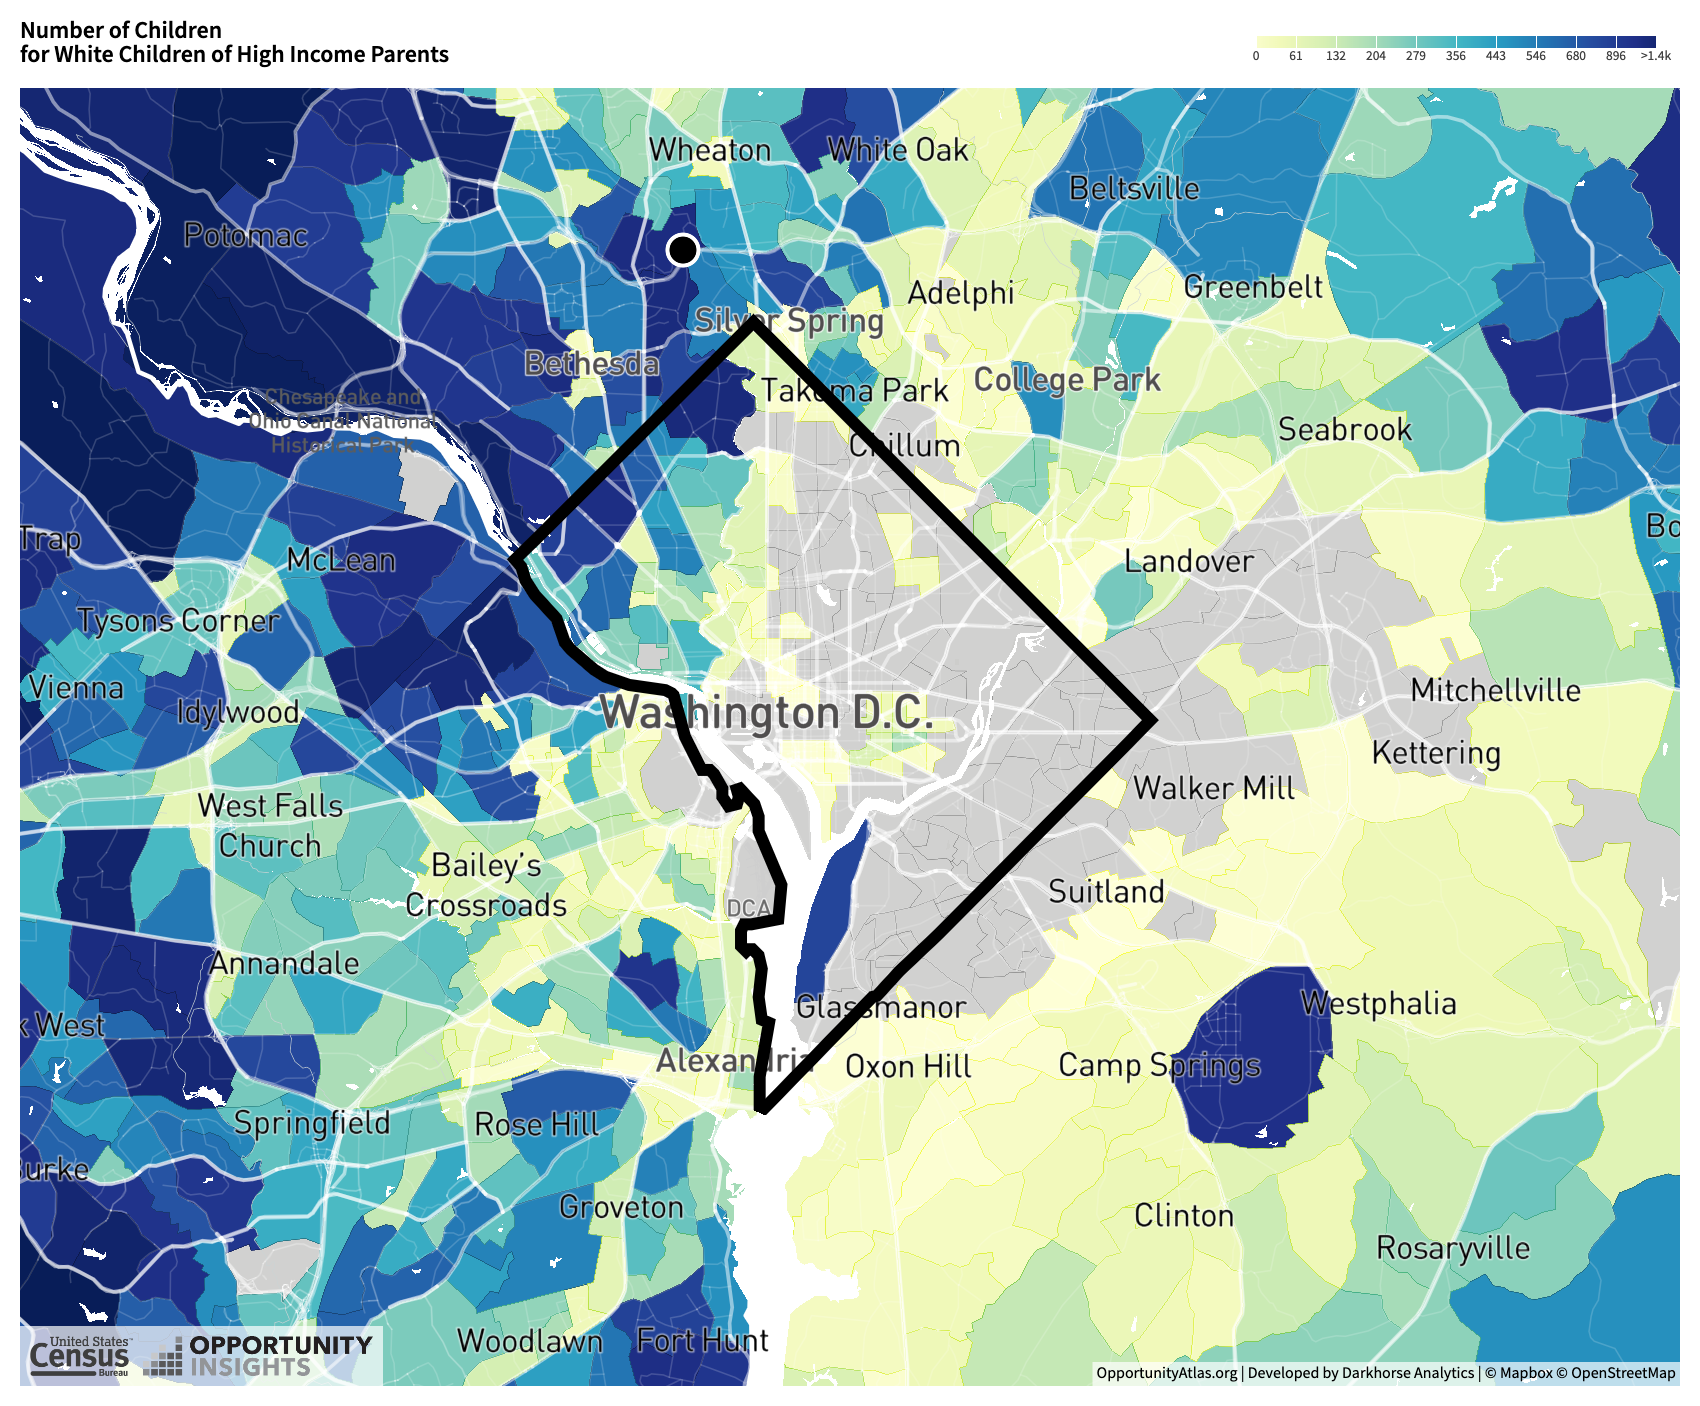 Number of Children
for White Children of High Income Parents
0 61 132 204 279 356 443 546 680 896 >1.4k
Wheaton
White Oak
Beltsville
Potomac
Greenbelt
Adelphi
Silver Spring
Bethesda
Takoma Park
College Park
Chesapeake and
Ohio Canal National
Historical Park
Seabrook
Chillum
Trap
Bo
McLean
Landover
Tysons Corner
Vienna
Mitchellville
Idylwood
Washington D.C.
Kettering
West Falls
Church
Walker Mill
Bailey's
Crossroads
Suitland
DCA
Annandale
Westphalia
Glassmanor
k West
Alexandria
Oxon Hill
Camp Springs
Springfield
Rose Hill
Burke
Groveton
Clinton
Rosaryville
Woodlawn
Fort Hunt
United States™
Census
Bureau
OPPORTUNITY
INSIGHTS
OpportunityAtlas.org | Developed by Darkhorse Analytics | © Mapbox © OpenStreetMap